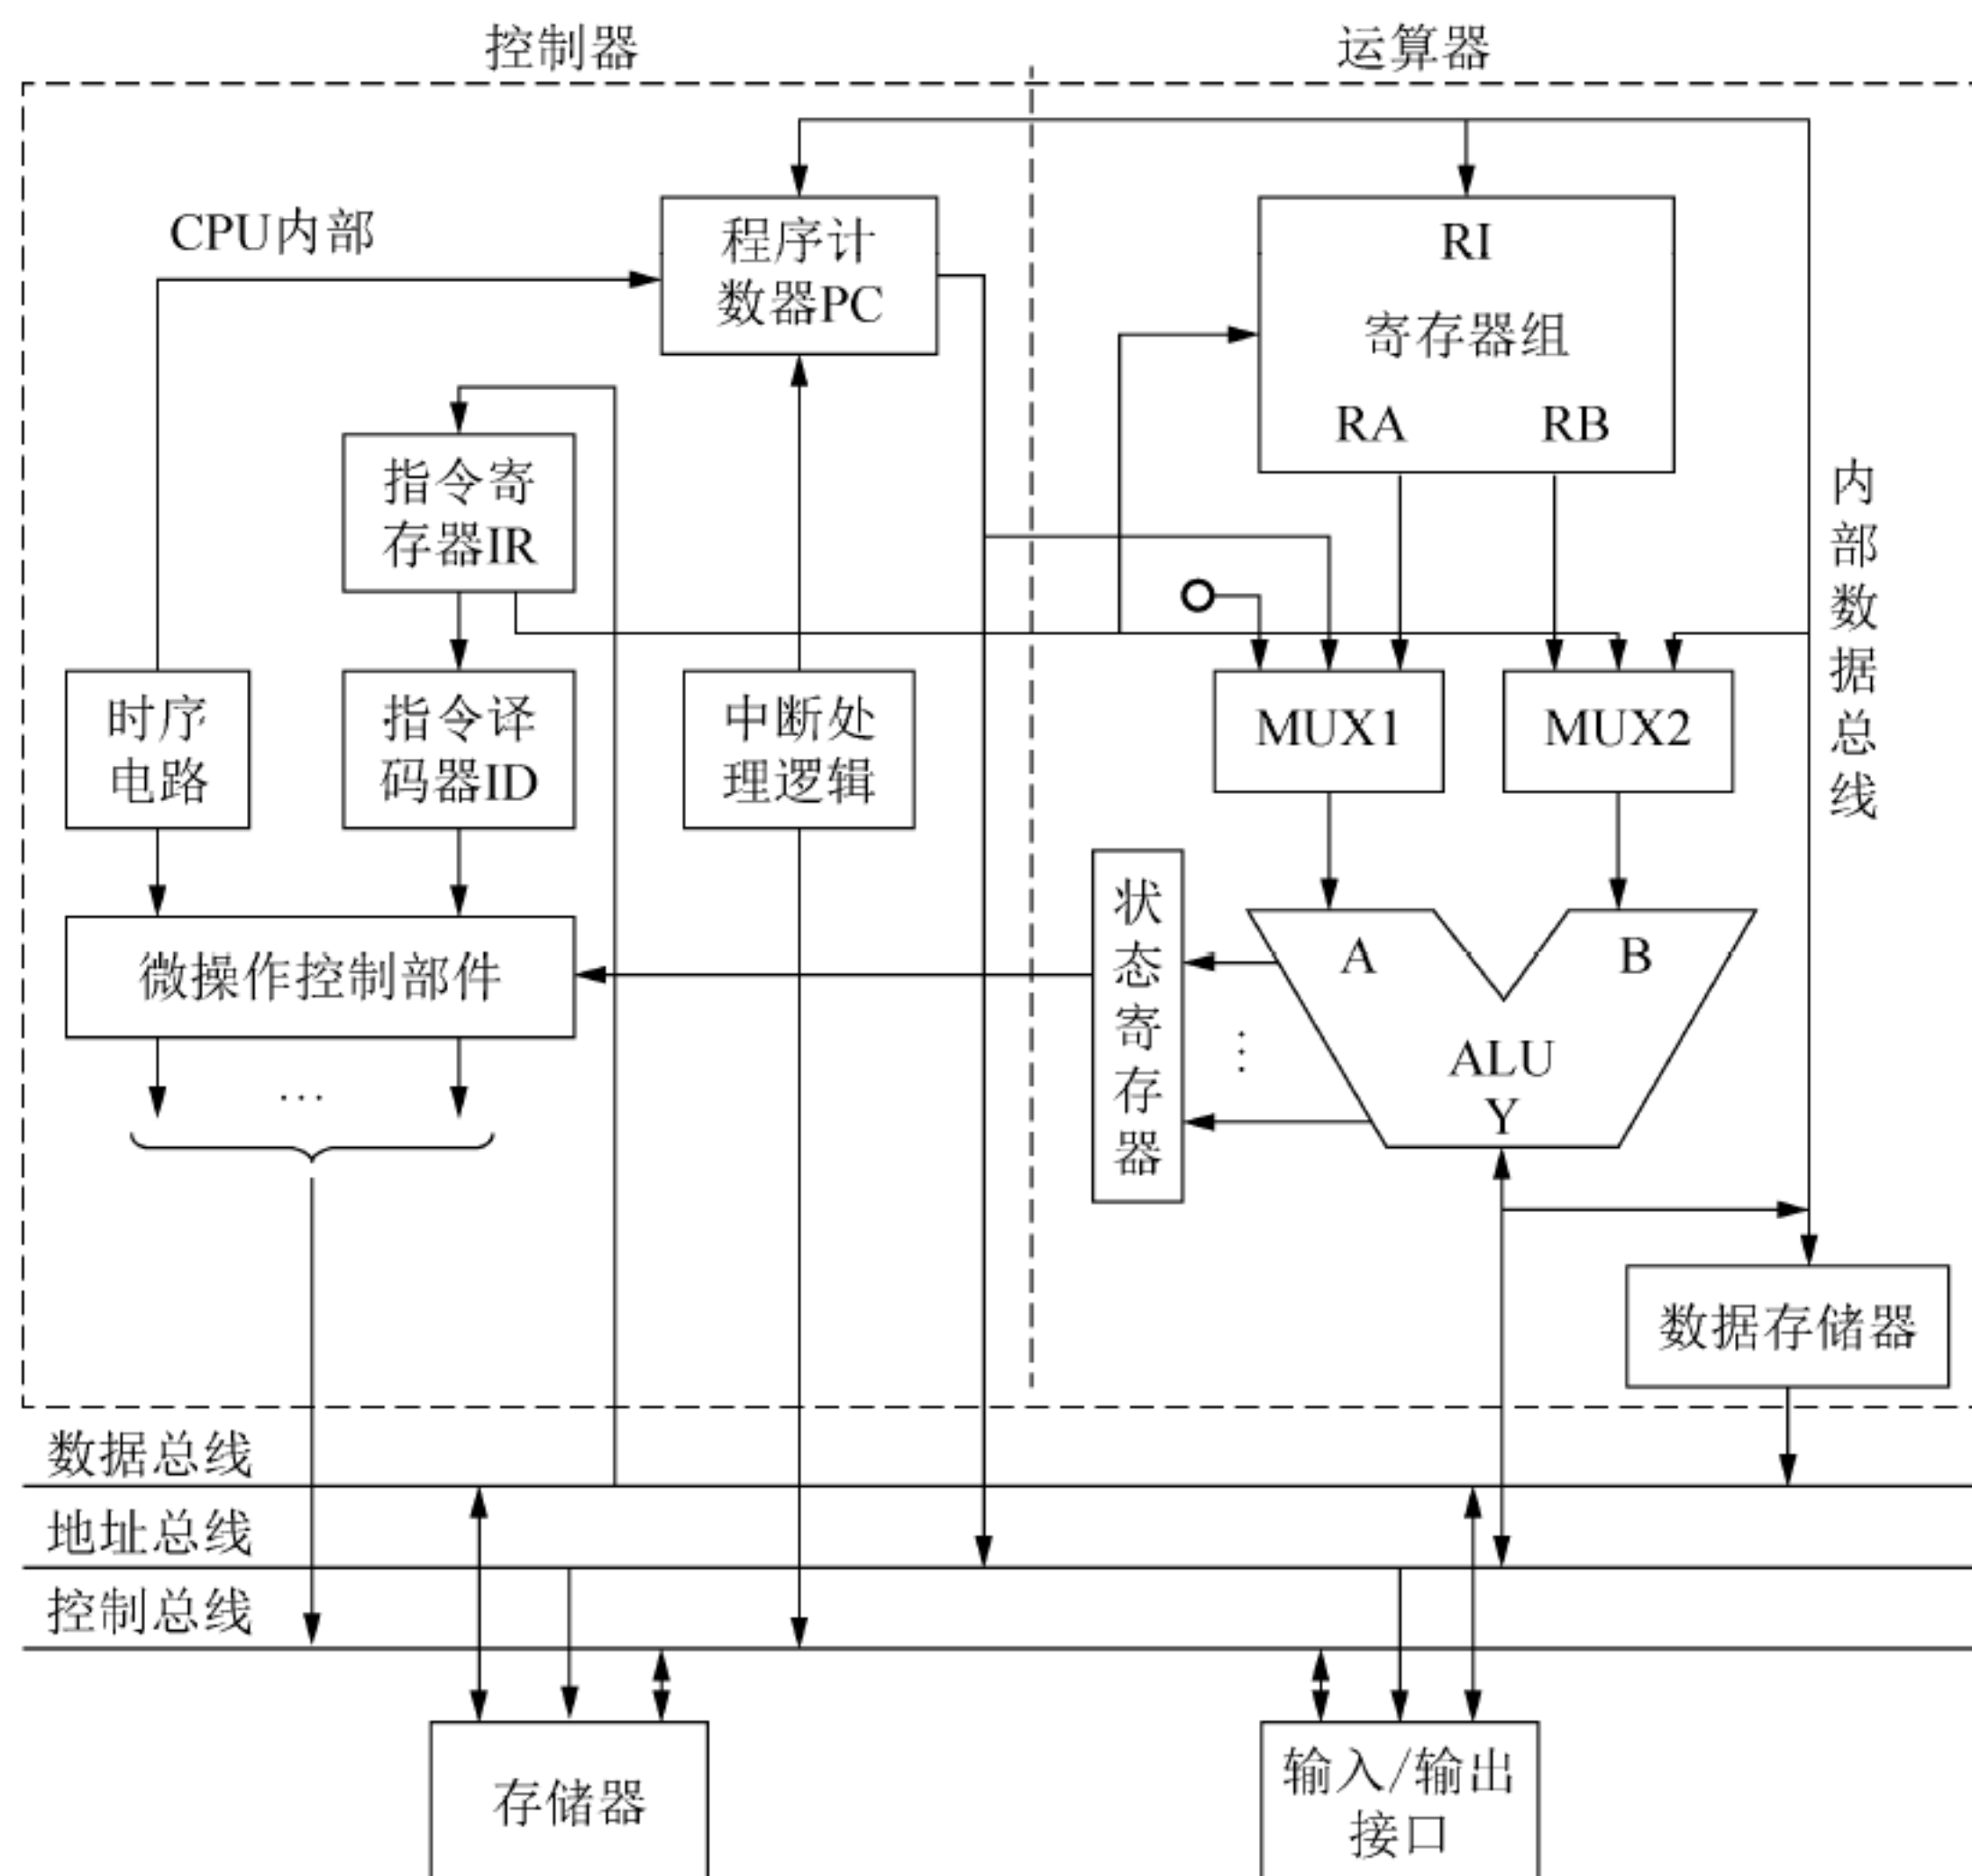 控制器
运算器
CPU内部
程序计
数器PC
RI
寄存器组
RA
RB
指令寄
存器IR
内
部
数
据
总
线
时序
电路
指令译
码器ID
中断处
理逻辑
MUX1
MUX2
状
态
寄
存
器
A
B
ALU
Y
微操作控制部件
…
⋮
数据存储器
数据总线
地址总线
控制总线
存储器
输入/输出
接口